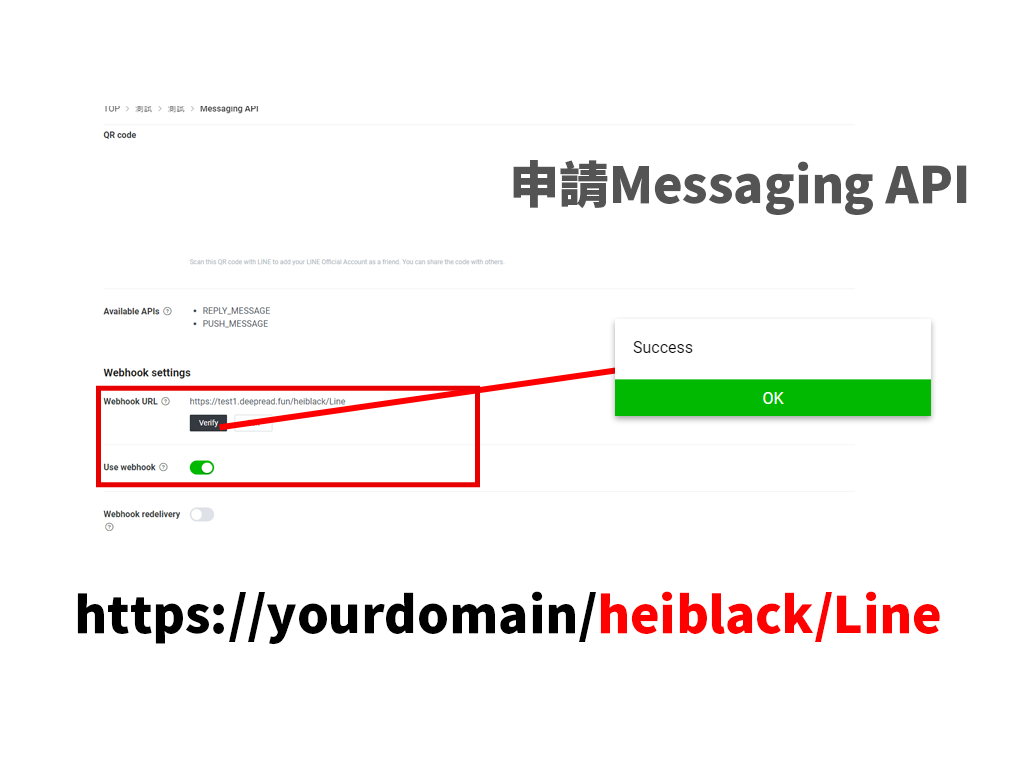 TOP > 測試 > 測試 > Messaging API
QR code
申請Messaging API
Scan this QR code with LINE to add your LINE Official Account as a friend. You can share the code with others.
Available APIs
• REPLY_MESSAGE
• PUSH_MESSAGE
Success
OK
Webhook settings
Webhook URL
https://test1.deepread.fun/heiblack/Line
Verify
Use webhook
Webhook redelivery
https://yourdomain/heiblack/Line